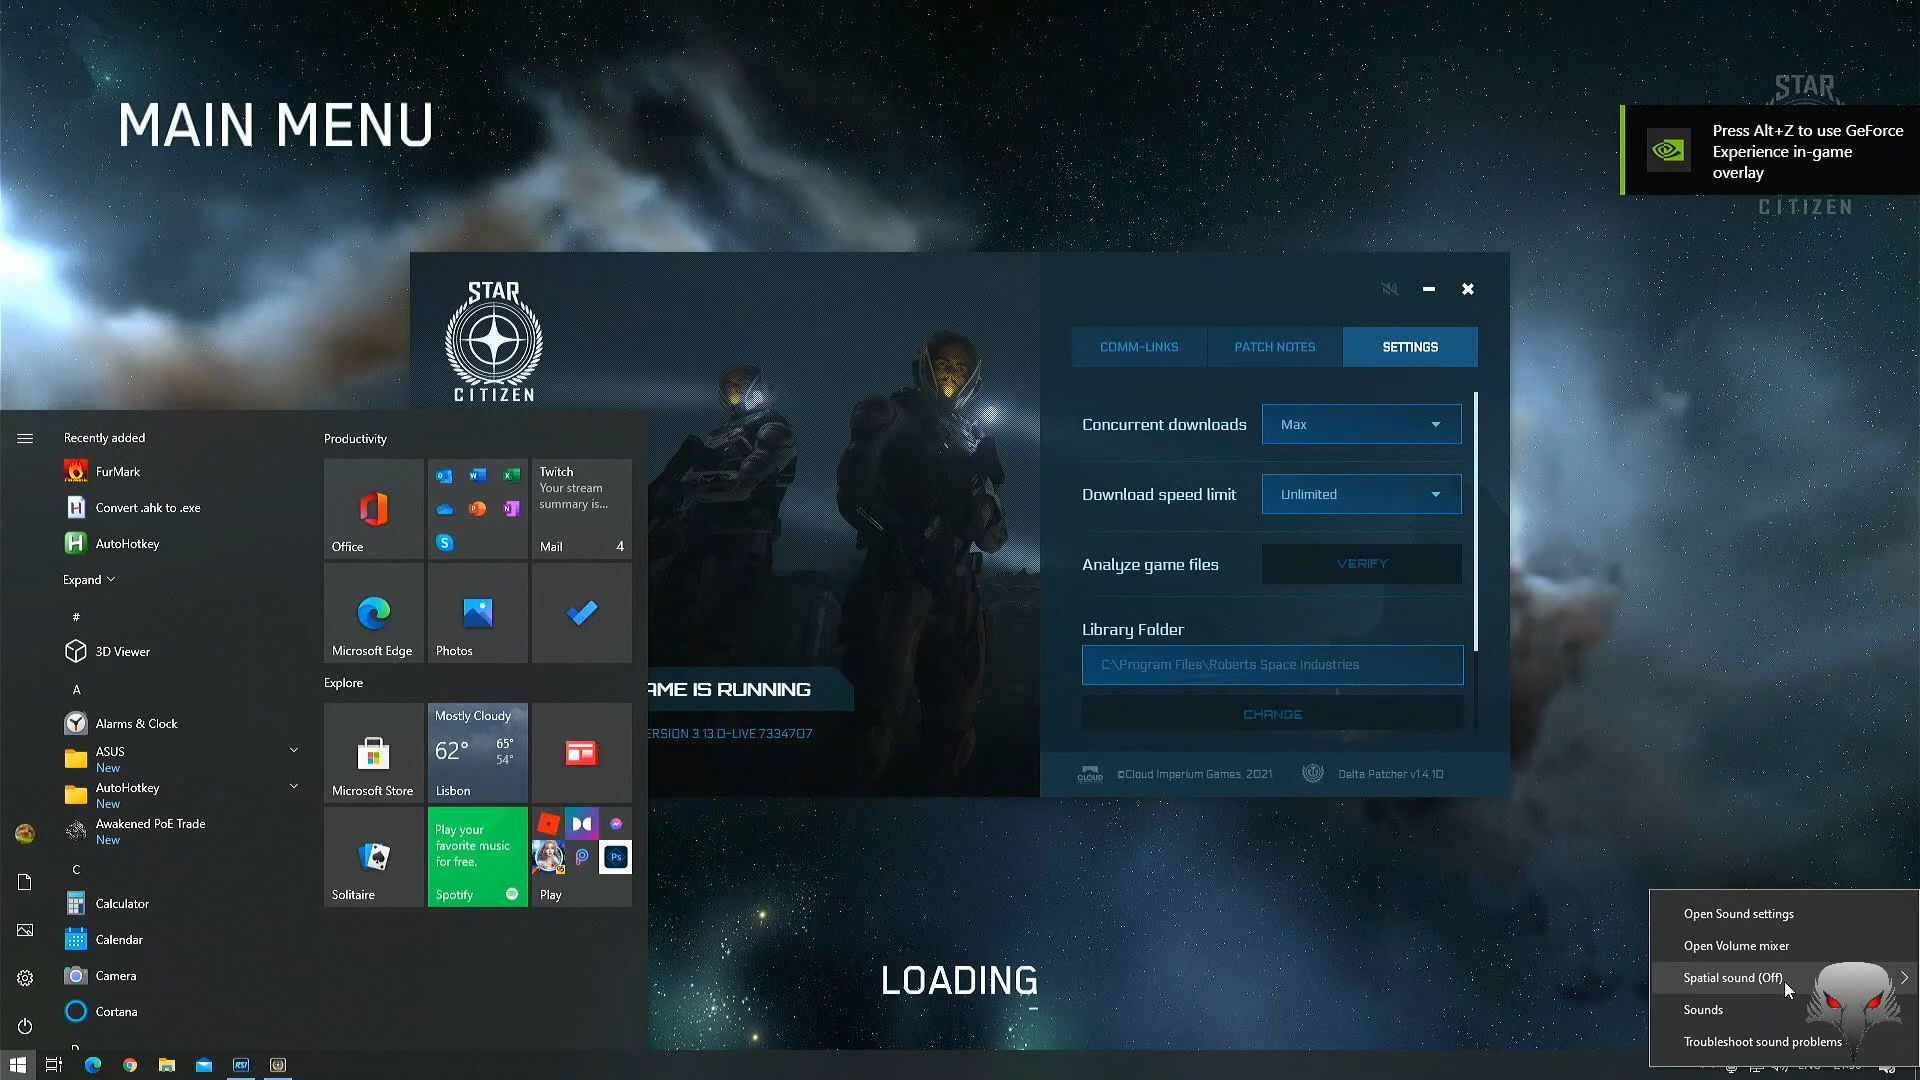 MAIN MENU
STAR
CITIZEN
Press Alt+Z to use GeForce
Experience in-game
overlay
STAR
CITIZEN
COMM-LINKS
PATCH NOTES
SETTINGS
Concurrent downloads
Max
Download speed limit
Unlimited
Analyze game files
VERIFY
Library Folder
C:\Program Files\Roberts Space Industries
CHANGE
CLOUD
©Cloud Imperium Games, 2021
Delta Patcher v1.4.10
AME IS RUNNING
ERSION 3.13.0-LIVE.7334707
Recently added
FurMark
Convert .ahk to .exe
AutoHotkey
Expand
#
3D Viewer
A
Alarms & Clock
ASUS
New
AutoHotkey
New
Awakened PoE Trade
New
C
Calculator
Calendar
Camera
Cortana
Productivity
Office
Twitch
Your stream
summary is...
Mail 4
Microsoft Edge
Photos
Explore
Microsoft Store
Mostly Cloudy
62° 65°
54°
Lisbon
Solitaire
Play your
favorite music
for free.
Spotify
Ps
Play
LOADING
Open Sound settings
Open Volume mixer
Spatial sound (Off)
Sounds
Troubleshoot sound problems
RSI